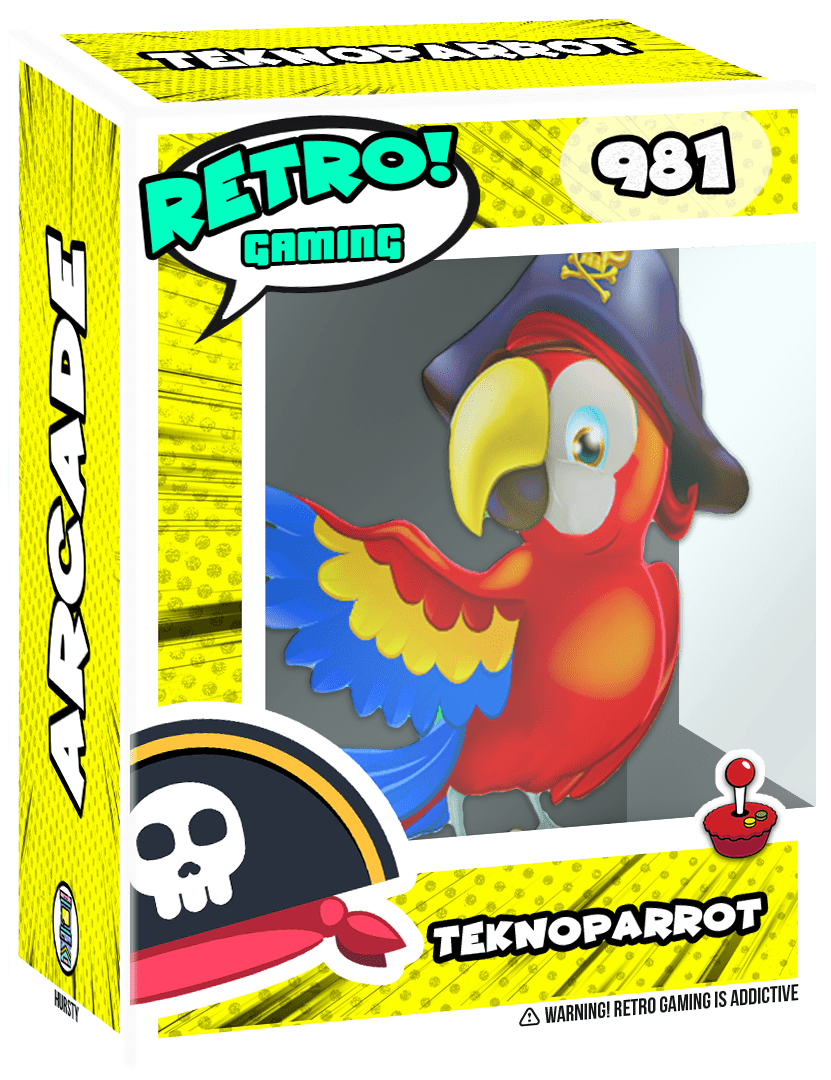 TEKNOPARROT
RETRO!
GAMING
981
ARCADE
TEKNOPARROT
WARNING! RETRO GAMING IS ADDICTIVE
HURSTY